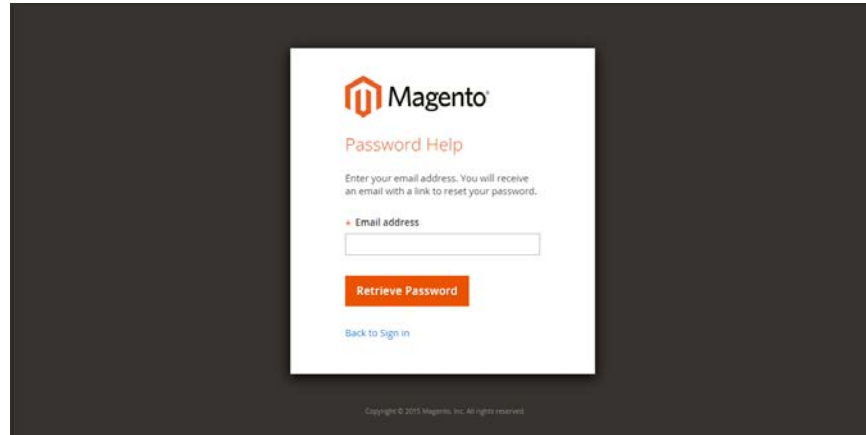 Magento®
Password Help
Enter your email address. You will receive
an email with a link to reset your password.
* Email address
Retrieve Password
Back to Sign in
Copyright © 2015 Magento, Inc. All rights reserved.